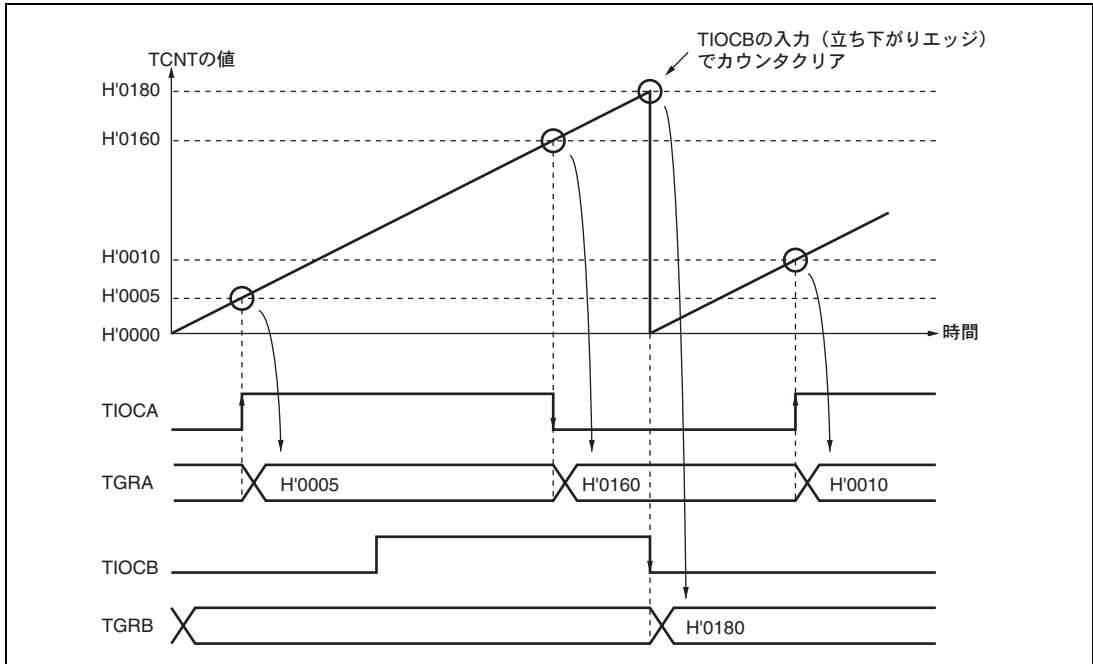 TIOCBの入力（立ち下がりエッジ）
でカウンタクリア
TCNTの値
H'0180
H'0160
H'0010
H'0005
H'0000
時間
TIOCA
TGRA
H'0005
H'0160
H'0010
TIOCB
TGRB
H'0180